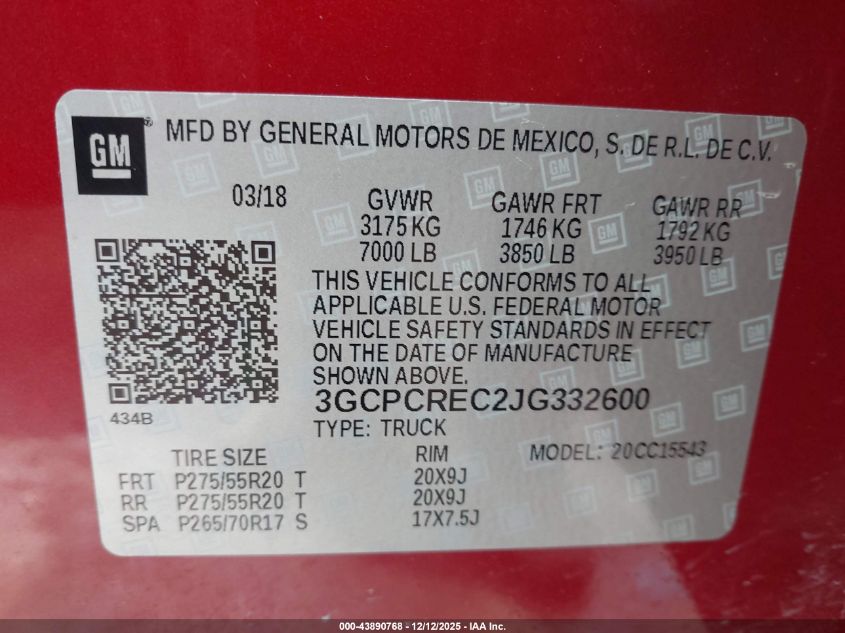 GM ® MFD BY GENERAL MOTORS DE MEXICO, S. DE R.L. DE C.V.
03/18 GVWR GAWR FRT GAWR RR
3175 KG 1746 KG 1792 KG
7000 LB 3850 LB 3950 LB
THIS VEHICLE CONFORMS TO ALL
APPLICABLE U.S. FEDERAL MOTOR
VEHICLE SAFETY STANDARDS IN EFFECT
ON THE DATE OF MANUFACTURE
SHOWN ABOVE.
434B
3GCPCREC2JG332600
TYPE: TRUCK
MODEL: 20CC15543
TIRE SIZE RIM
FRT P275/55R20 T 20X9J
RR P275/55R20 T 20X9J
SPA P265/70R17 S 17X7.5J
000-43890768 - 12/12/2025 - IAA Inc.